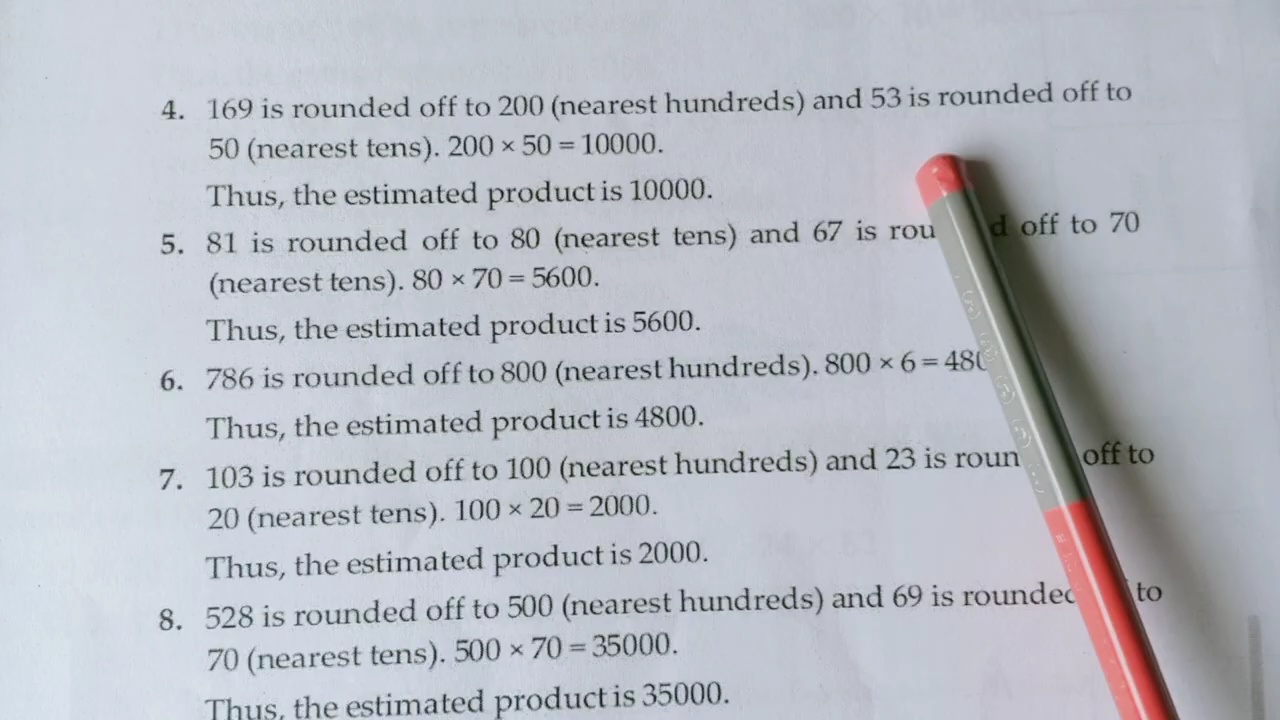 4. 169 is rounded off to 200 (nearest hundreds) and 53 is rounded off to
50 (nearest tens). 200 × 50 = 10000.
Thus, the estimated product is 10000.
5. 81 is rounded off to 80 (nearest tens) and 67 is off to 70
(nearest tens). 80 × 70 = 5600.
Thus, the estimated product is 5600.
6. 786 is rounded off to 800 (nearest hundreds). 800 × 6 =
Thus, the estimated product is 4800.
7. 103 is rounded off to 100 (nearest hundreds) and 23 is off to
20 (nearest tens). 100 × 20 = 2000.
Thus, the estimated product is 2000.
8. 528 is rounded off to 500 (nearest hundreds) and 69 is rounded to
70 (nearest tens). 500 × 70 = 35000.
Thus, the estimated product is 35000.